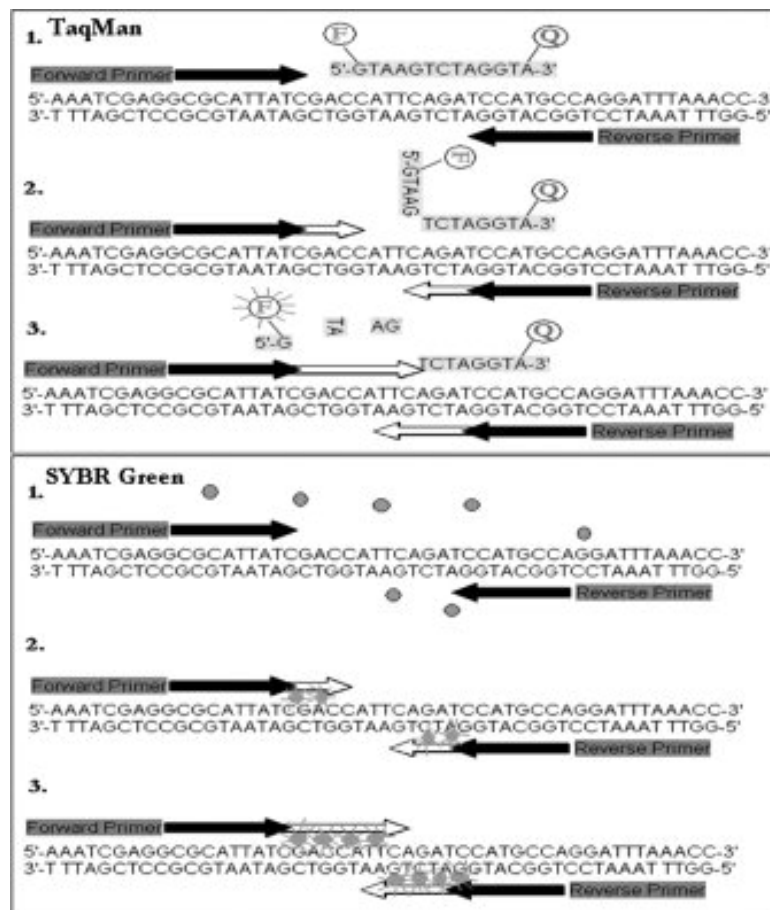 TaqMan
1.
F
Q
5'-GTAAGTCTAGGTA-3'
Forward Primer
5'-AAATCGAGGCGCATTATCGACCATTCAGATCCATGCCAGGATTTAAACC-3'
3'-T TTAGCTCCGCGTAATAGCTGGTAAGTCTAGGTACGGTCCTAAAT TTGG-5'
Reverse Primer
2.
5'-GTAAG
F
Q
TCTAGGTA-3'
Forward Primer
5'-AAATCGAGGCGCATTATCGACCATTCAGATCCATGCCAGGATTTAAACC-3'
3'-T TTAGCTCCGCGTAATAGCTGGTAAGTCTAGGTACGGTCCTAAAT TTGG-5'
Reverse Primer
3.
F
5'-G
TA
AG
Q
TCTAGGTA-3'
Forward Primer
5'-AAATCGAGGCGCATTATCGACCATTCAGATCCATGCCAGGATTTAAACC-3'
3'-T TTAGCTCCGCGTAATAGCTGGTAAGTCTAGGTACGGTCCTAAAT TTGG-5'
Reverse Primer
SYBR Green
1.
Forward Primer
5'-AAATCGAGGCGCATTATCGACCATTCAGATCCATGCCAGGATTTAAACC-3'
3'-T TTAGCTCCGCGTAATAGCTGGTAAGTCTAGGTACGGTCCTAAAT TTGG-5'
Reverse Primer
2.
Forward Primer
5'-AAATCGAGGCGCATTATCGACCATTCAGATCCATGCCAGGATTTAAACC-3'
3'-T TTAGCTCCGCGTAATAGCTGGTAAGTCTAGGTACGGTCCTAAAT TTGG-5'
Reverse Primer
3.
Forward Primer
5'-AAATCGAGGCGCATTATCGACCATTCAGATCCATGCCAGGATTTAAACC-3'
3'-T TTAGCTCCGCGTAATAGCTGGTAAGTCTAGGTACGGTCCTAAAT TTGG-5'
Reverse Primer